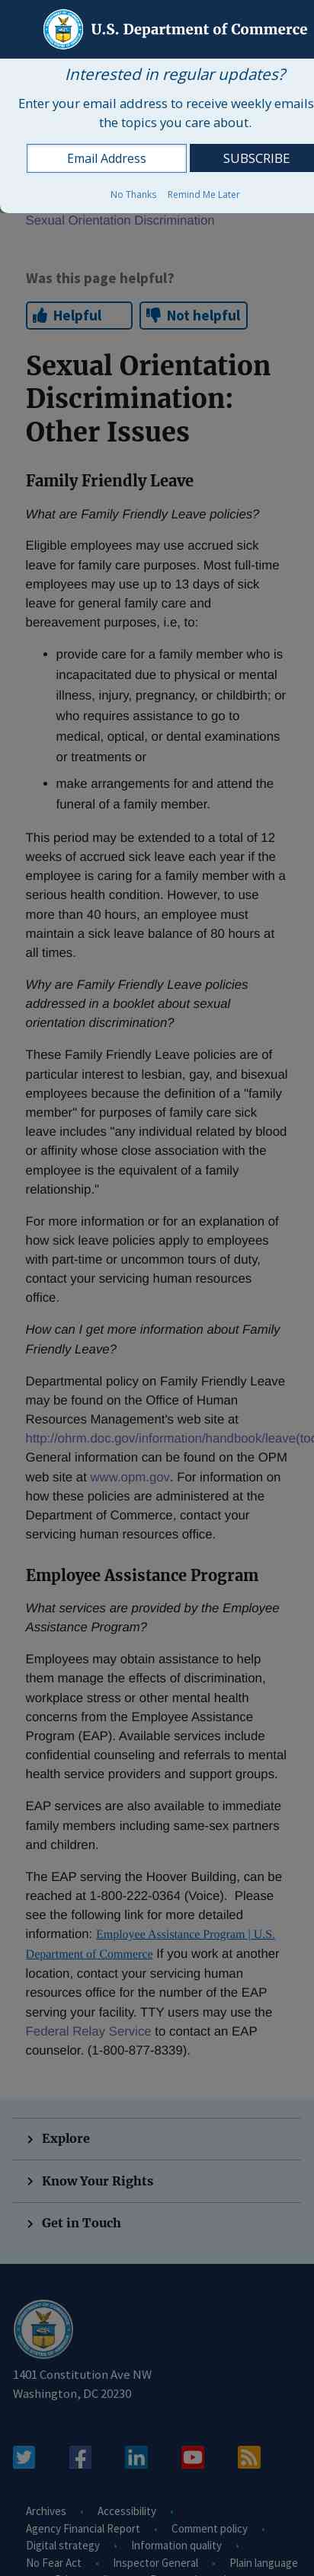 U.S. Department of Commerce
Interested in regular updates?
Enter your email address to receive weekly emails
the topics you care about.
Email Address
SUBSCRIBE
No Thanks
Remind Me Later
Sexual Orientation Discrimination
Was this page helpful?
Helpful
Not helpful
Sexual Orientation
Discrimination:
Other Issues
Family Friendly Leave
What are Family Friendly Leave policies?
Eligible employees may use accrued sick
leave for family care purposes. Most full-time
employees may use up to 13 days of sick
leave for general family care and
bereavement purposes, i.e, to:
• provide care for a family member who is
incapacitated due to physical or mental
illness, injury, pregnancy, or childbirth; or
who requires assistance to go to
medical, optical, or dental examinations
or treatments or
• make arrangements for and attend the
funeral of a family member.
This period may be extended to a total of 12
weeks of accrued sick leave each year if the
employee is caring for a family member with a
serious health condition. However, to use
more than 40 hours, an employee must
maintain a sick leave balance of 80 hours at
all times.
Why are Family Friendly Leave policies
addressed in a booklet about sexual
orientation discrimination?
These Family Friendly Leave policies are of
particular interest to lesbian, gay, and bisexual
employees because the definition of a "family
member" for purposes of family care sick
leave includes "any individual related by blood
or affinity whose close association with the
employee is the equivalent of a family
relationship."
For more information or for an explanation of
how sick leave policies apply to employees
with part-time or uncommon tours of duty,
contact your servicing human resources
office.
How can I get more information about Family
Friendly Leave?
Departmental policy on Family Friendly Leave
may be found on the Office of Human
Resources Management's web site at
http://ohrm.doc.gov/information/handbook/leave(toc
General information can be found on the OPM
web site at www.opm.gov. For information on
how these policies are administered at the
Department of Commerce, contact your
servicing human resources office.
Employee Assistance Program
What services are provided by the Employee
Assistance Program?
Employees may obtain assistance to help
them manage the effects of discrimination,
workplace stress or other mental health
concerns from the Employee Assistance
Program (EAP). Available services include
confidential counseling and referrals to mental
health service providers and support groups.
EAP services are also available to immediate
family members including same-sex partners
and children.
The EAP serving the Hoover Building, can be
reached at 1-800-222-0364 (Voice).  Please
see the following link for more detailed
information: Employee Assistance Program | U.S.
Department of Commerce If you work at another
location, contact your servicing human
resources office for the number of the EAP
serving your facility. TTY users may use the
Federal Relay Service to contact an EAP
counselor. (1-800-877-8339).
Explore
Know Your Rights
Get in Touch
1401 Constitution Ave NW
Washington, DC 20230
Archives • Accessibility •
Agency Financial Report • Comment policy •
Digital strategy • Information quality •
No Fear Act • Inspector General • Plain language